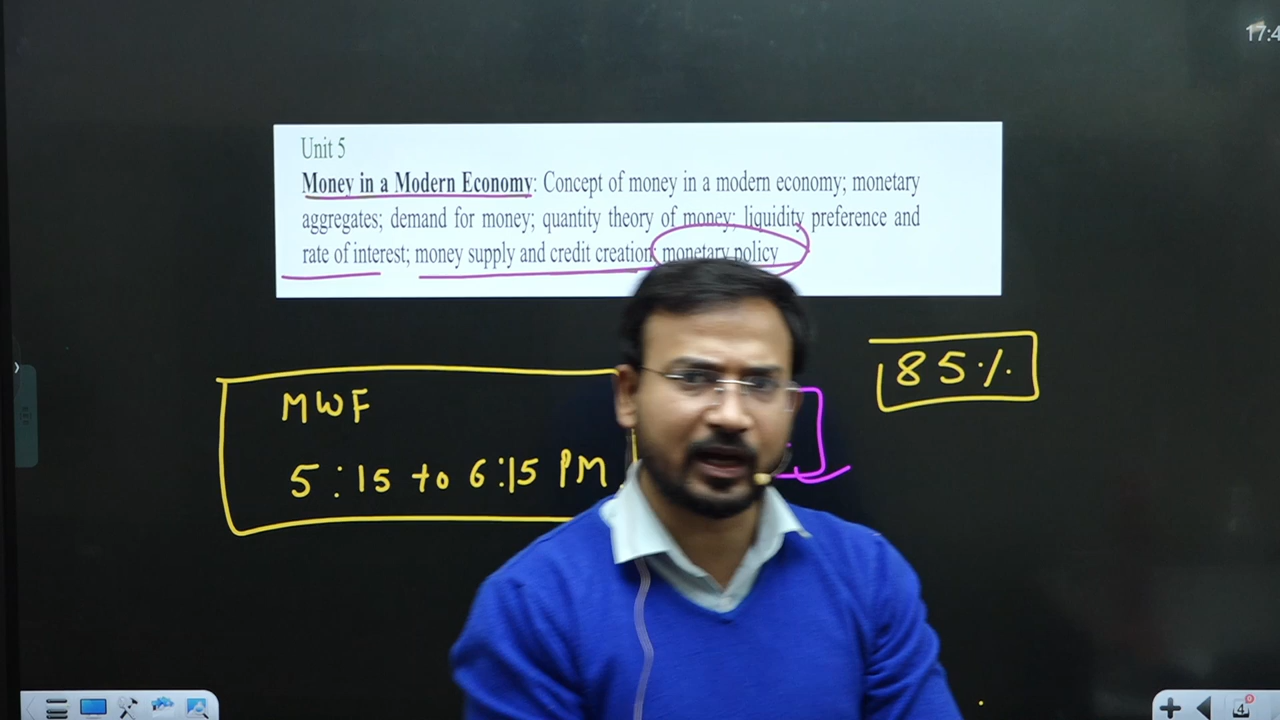 17:4
Unit 5
Money in a Modern Economy: Concept of money in a modern economy; monetary
aggregates; demand for money; quantity theory of money; liquidity preference and
rate of interest; money supply and credit creation; monetary policy
85%
MWF
5:15 to 6:15 PM
4